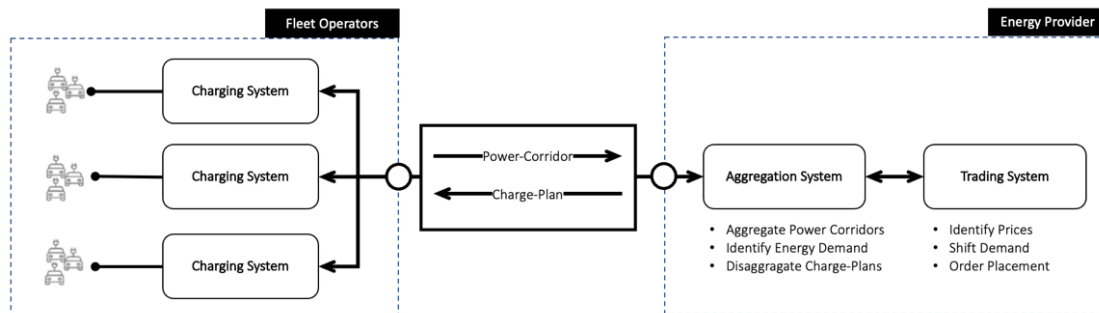 Fleet Operators
Energy Provider
Charging System
Charging System
Charging System
Power-Corridor
Charge-Plan
Aggregation System
Trading System
• Aggregate Power Corridors
• Identify Energy Demand
• Disaggragate Charge-Plans
• Identify Prices
• Shift Demand
• Order Placement